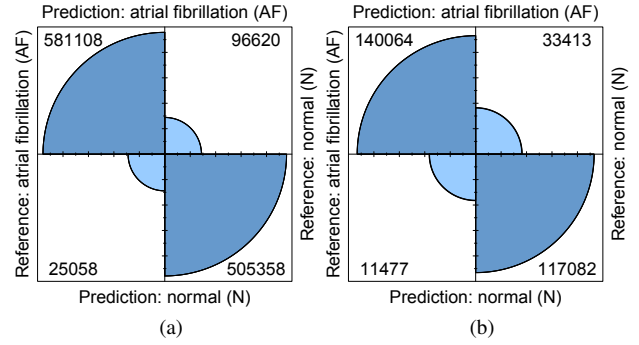 Prediction: atrial fibrillation (AF)
581108
96620
Reference: atrial fibrillation (AF)
Reference: normal (N)
25058
505358
Prediction: normal (N)
(a)
Prediction: atrial fibrillation (AF)
140064
33413
Reference: atrial fibrillation (AF)
Reference: normal (N)
11477
117082
Prediction: normal (N)
(b)